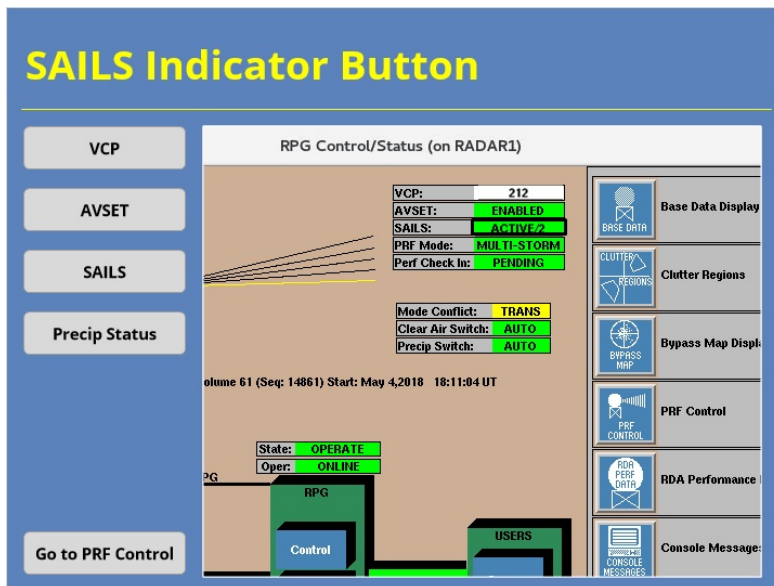 SAILS Indicator Button
VCP
AVSET
SAILS
Precip Status
Go to PRF Control
RPG Control/Status (on RADAR1)
VCP: 212
AVSET: ENABLED
SAILS: ACTIVE/2
PRF Mode: MULTI-STORM
Perf Check In: PENDING
Mode Conflict: TRANS
Clear Air Switch: AUTO
Precip Switch: AUTO
olume 61 (Seq: 14861) Start: May 4,2018 18:11:04 UT
State: OPERATE
Oper: ONLINE
PG
RPG
Control
USERS
BASE DATA
Base Data Display
CLUTTER
REGIONS
Clutter Regions
BYPASS
MAP
Bypass Map Displ
PRF
CONTROL
PRF Control
RDA
PERF
DATA
RDA Performance
CONSOLE
MESSAGES
Console Message